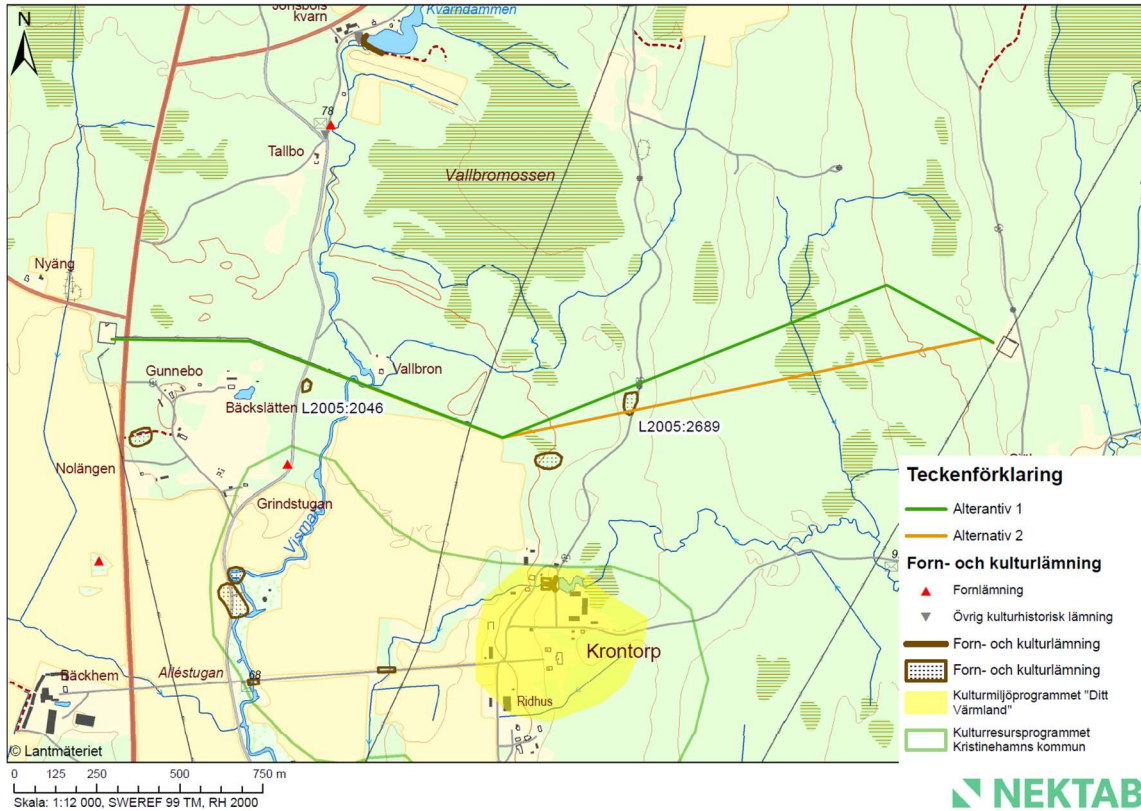 N
Jonsbols
kvarn
Kvarndammen
78
Tallbo
Vallbromossen
Nyäng
Gunnebo
Vallbron
Bäckslätten
L2005:2046
L2005:2689
Nolängen
Grindstugan
Visman
Krontorp
Alléstugan
68
Bäckhem
Ridhus
© Lantmäteriet
0 125 250 500 750 m
Skala: 1:12 000, SWEREF 99 TM, RH 2000
Teckenförklaring
Alterantiv 1
Alternativ 2
Forn- och kulturlämning
Fornlämning
Övrig kulturhistorisk lämning
Forn- och kulturlämning
Forn- och kulturlämning
Kulturmiljöprogrammet "Ditt
Värmland"
Kulturresursprogrammet
Kristinehamns kommun
NEKTAB